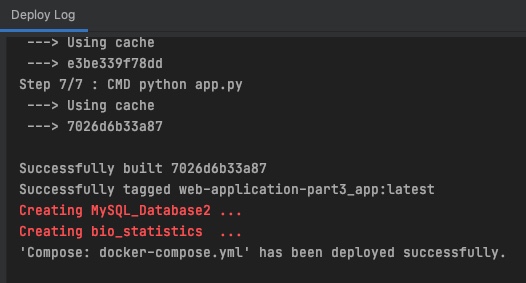 Deploy Log
---> Using cache
---> e3be339f78dd
Step 7/7 : CMD python app.py
---> Using cache
---> 7026d6b33a87
Successfully built 7026d6b33a87
Successfully tagged web-application-part3_app:latest
Creating MySQL_Database2 ...
Creating bio_statistics  ...
'Compose: docker-compose.yml' has been deployed successfully.